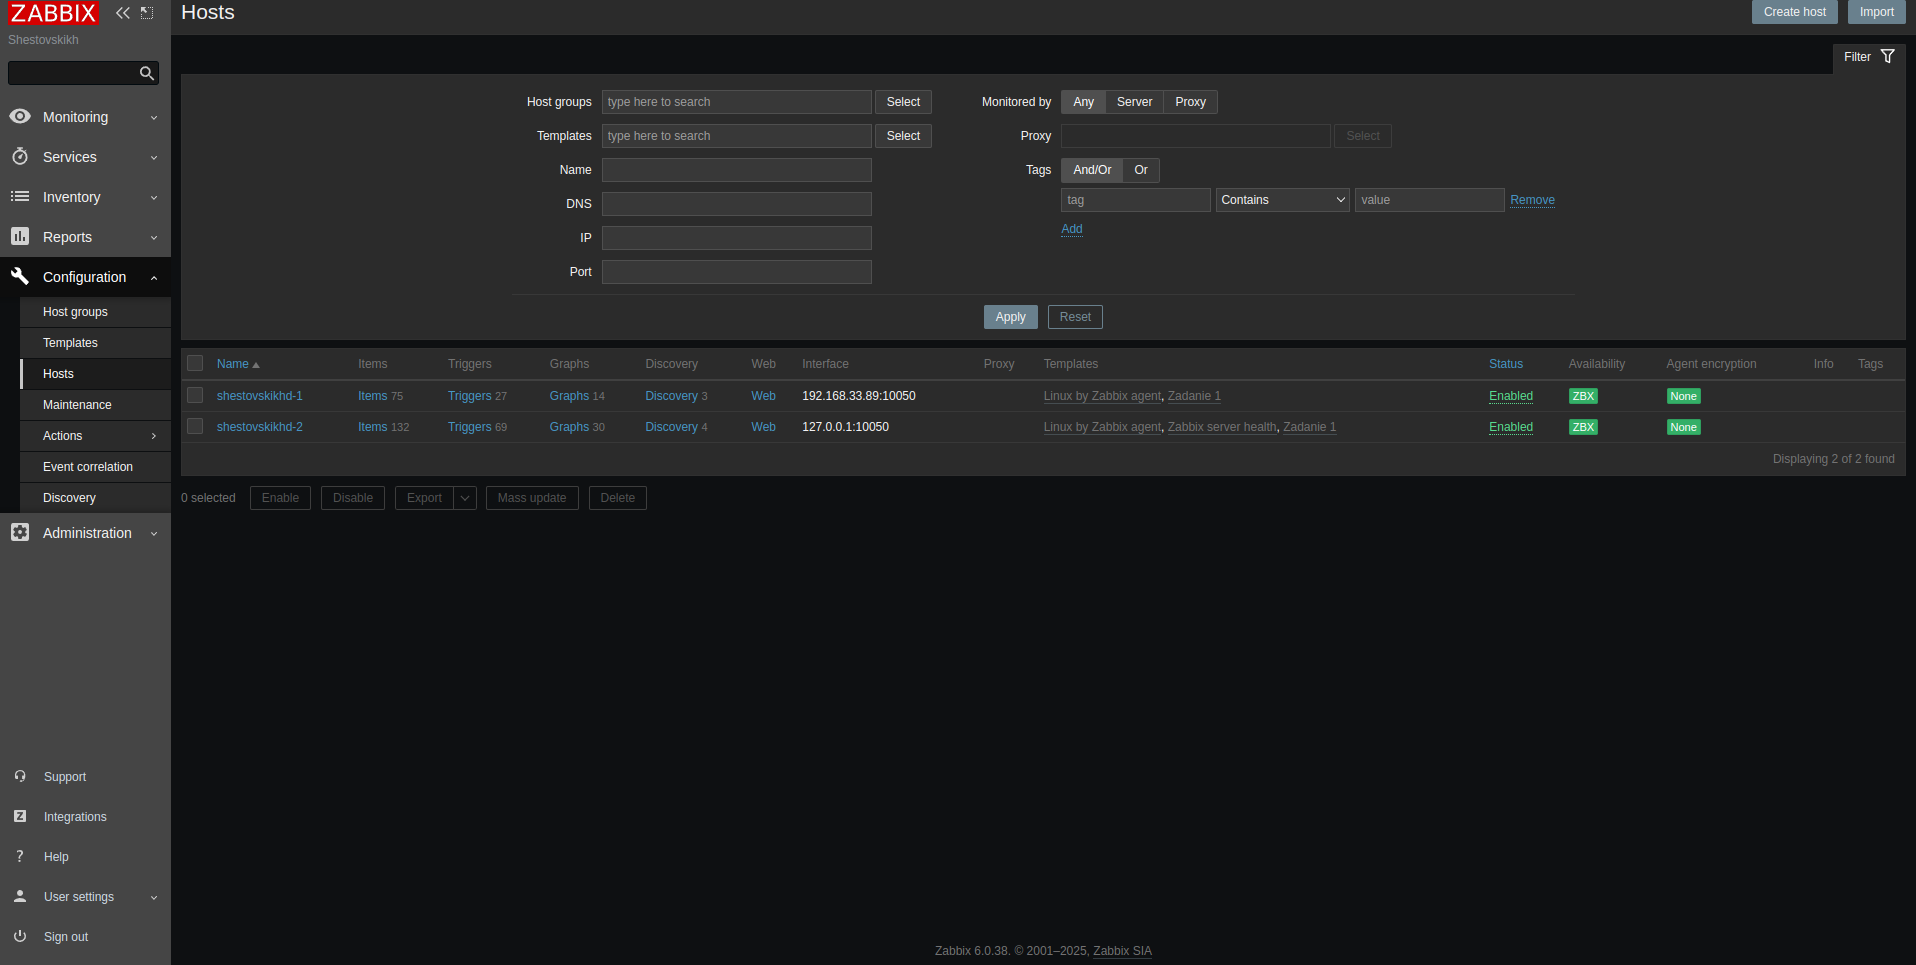 ZABBIX
Shestovskikh
Monitoring
Services
Inventory
Reports
Configuration
Host groups
Templates
Hosts
Maintenance
Actions
Event correlation
Discovery
Administration
Support
Integrations
Help
User settings
Sign out
Hosts
Create host Import
Filter
Host groups type here to search Select
Templates type here to search Select
Name
DNS
IP
Port
Monitored by Any Server Proxy
Proxy Select
Tags And/Or Or
tag Contains value Remove
Add
Apply Reset
Name Items Triggers Graphs Discovery Web Interface Proxy Templates Status Availability Agent encryption Info Tags
shestovskikhd-1 Items 75 Triggers 27 Graphs 14 Discovery 3 Web 192.168.33.89:10050 Linux by Zabbix agent, Zadanie 1 Enabled ZBX None
shestovskikhd-2 Items 132 Triggers 69 Graphs 30 Discovery 4 Web 127.0.0.1:10050 Linux by Zabbix agent, Zabbix server health, Zadanie 1 Enabled ZBX None
Displaying 2 of 2 found
0 selected Enable Disable Export Mass update Delete
Zabbix 6.0.38. © 2001–2025, Zabbix SIA